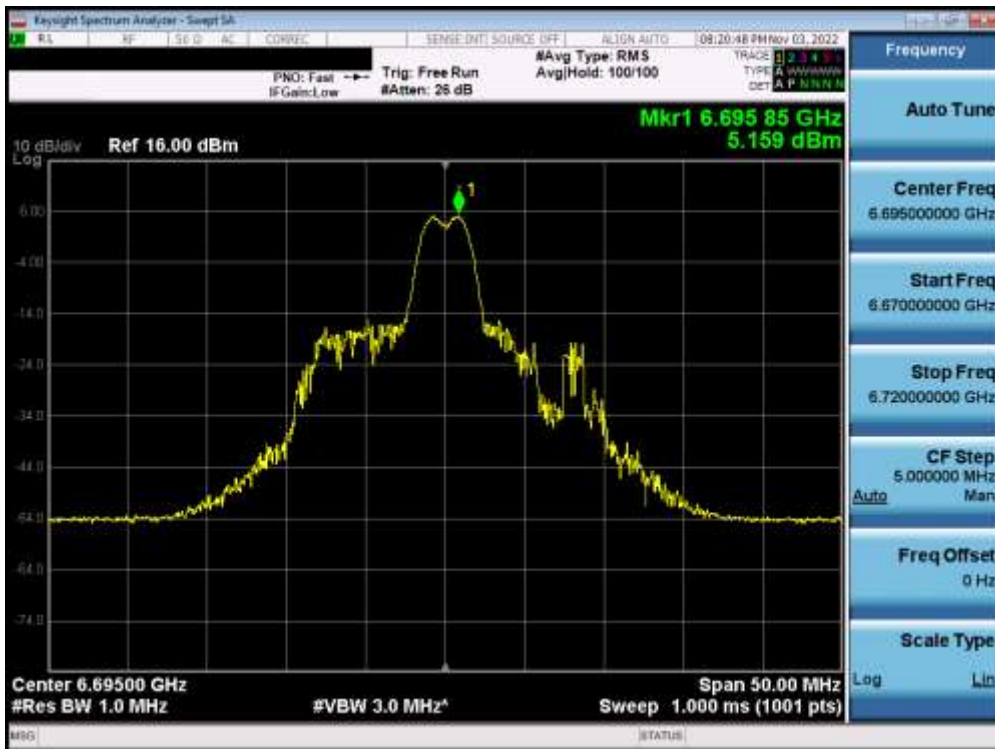 Keysight Spectrum Analyzer - Swept SA
RL RF 50 Ω AC CORREC SENSE:INT SOURCE OFF ALIGN AUTO 08:20:48 PM Nov 03, 2022
#Avg Type: RMS TRACE 1 2 3 4 5 6
PNO: Fast Trig: Free Run Avg|Hold: 100/100 TYPE A WWWWW
IFGain:Low #Atten: 26 dB DET A P N N N N
Mkr1 6.695 85 GHz
5.159 dBm
10 dB/div Ref 16.00 dBm
Log
1
6.00
-4.00
-14.0
-24.0
-34.0
-44.0
-54.0
-64.0
-74.0
Center 6.69500 GHz Span 50.00 MHz
#Res BW 1.0 MHz #VBW 3.0 MHz* Sweep 1.000 ms (1001 pts)
MSG STATUS
Frequency
Auto Tune
Center Freq
6.695000000 GHz
Start Freq
6.670000000 GHz
Stop Freq
6.720000000 GHz
CF Step
5.000000 MHz
Auto Man
Freq Offset
0 Hz
Scale Type
Log Lin